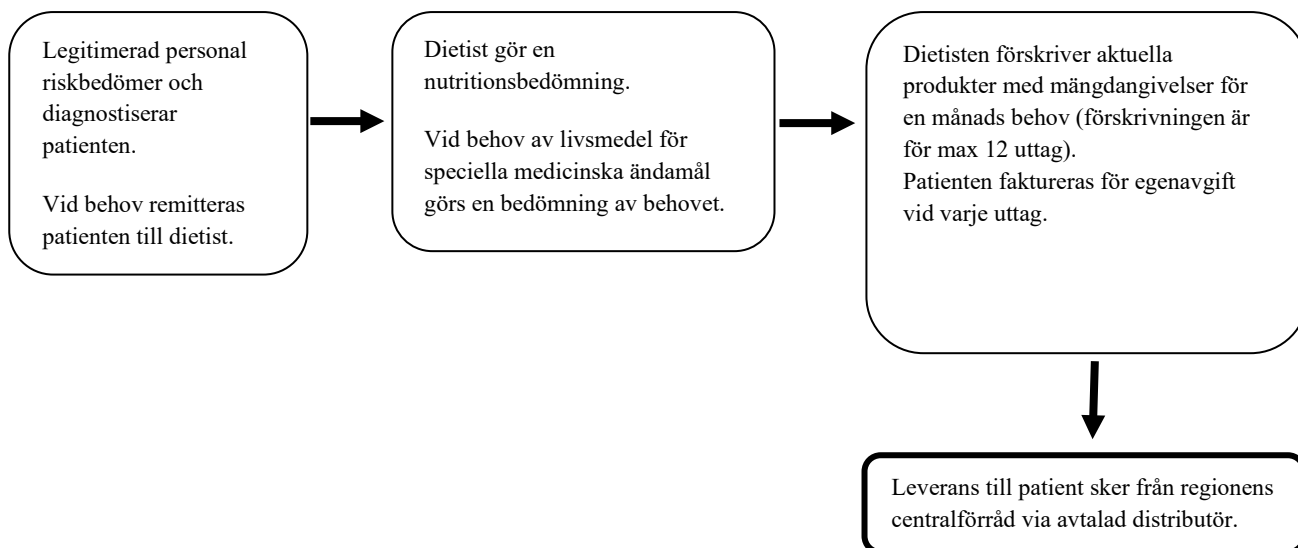 Legitimerad personal
riskbedömer och
diagnostiserar
patienten.
Vid behov remitteras
patienten till dietist.
Dietist gör en
nutritionsbedömning.
Vid behov av livsmedel för
speciella medicinska ändamål
görs en bedömning av behovet.
Dietisten förskriver aktuella
produkter med mängdangivelser för
en månads behov (förskrivningen är
för max 12 uttag).
Patienten faktureras för egenavgift
vid varje uttag.
Leverans till patient sker från regionens
centralförråd via avtalad distributör.